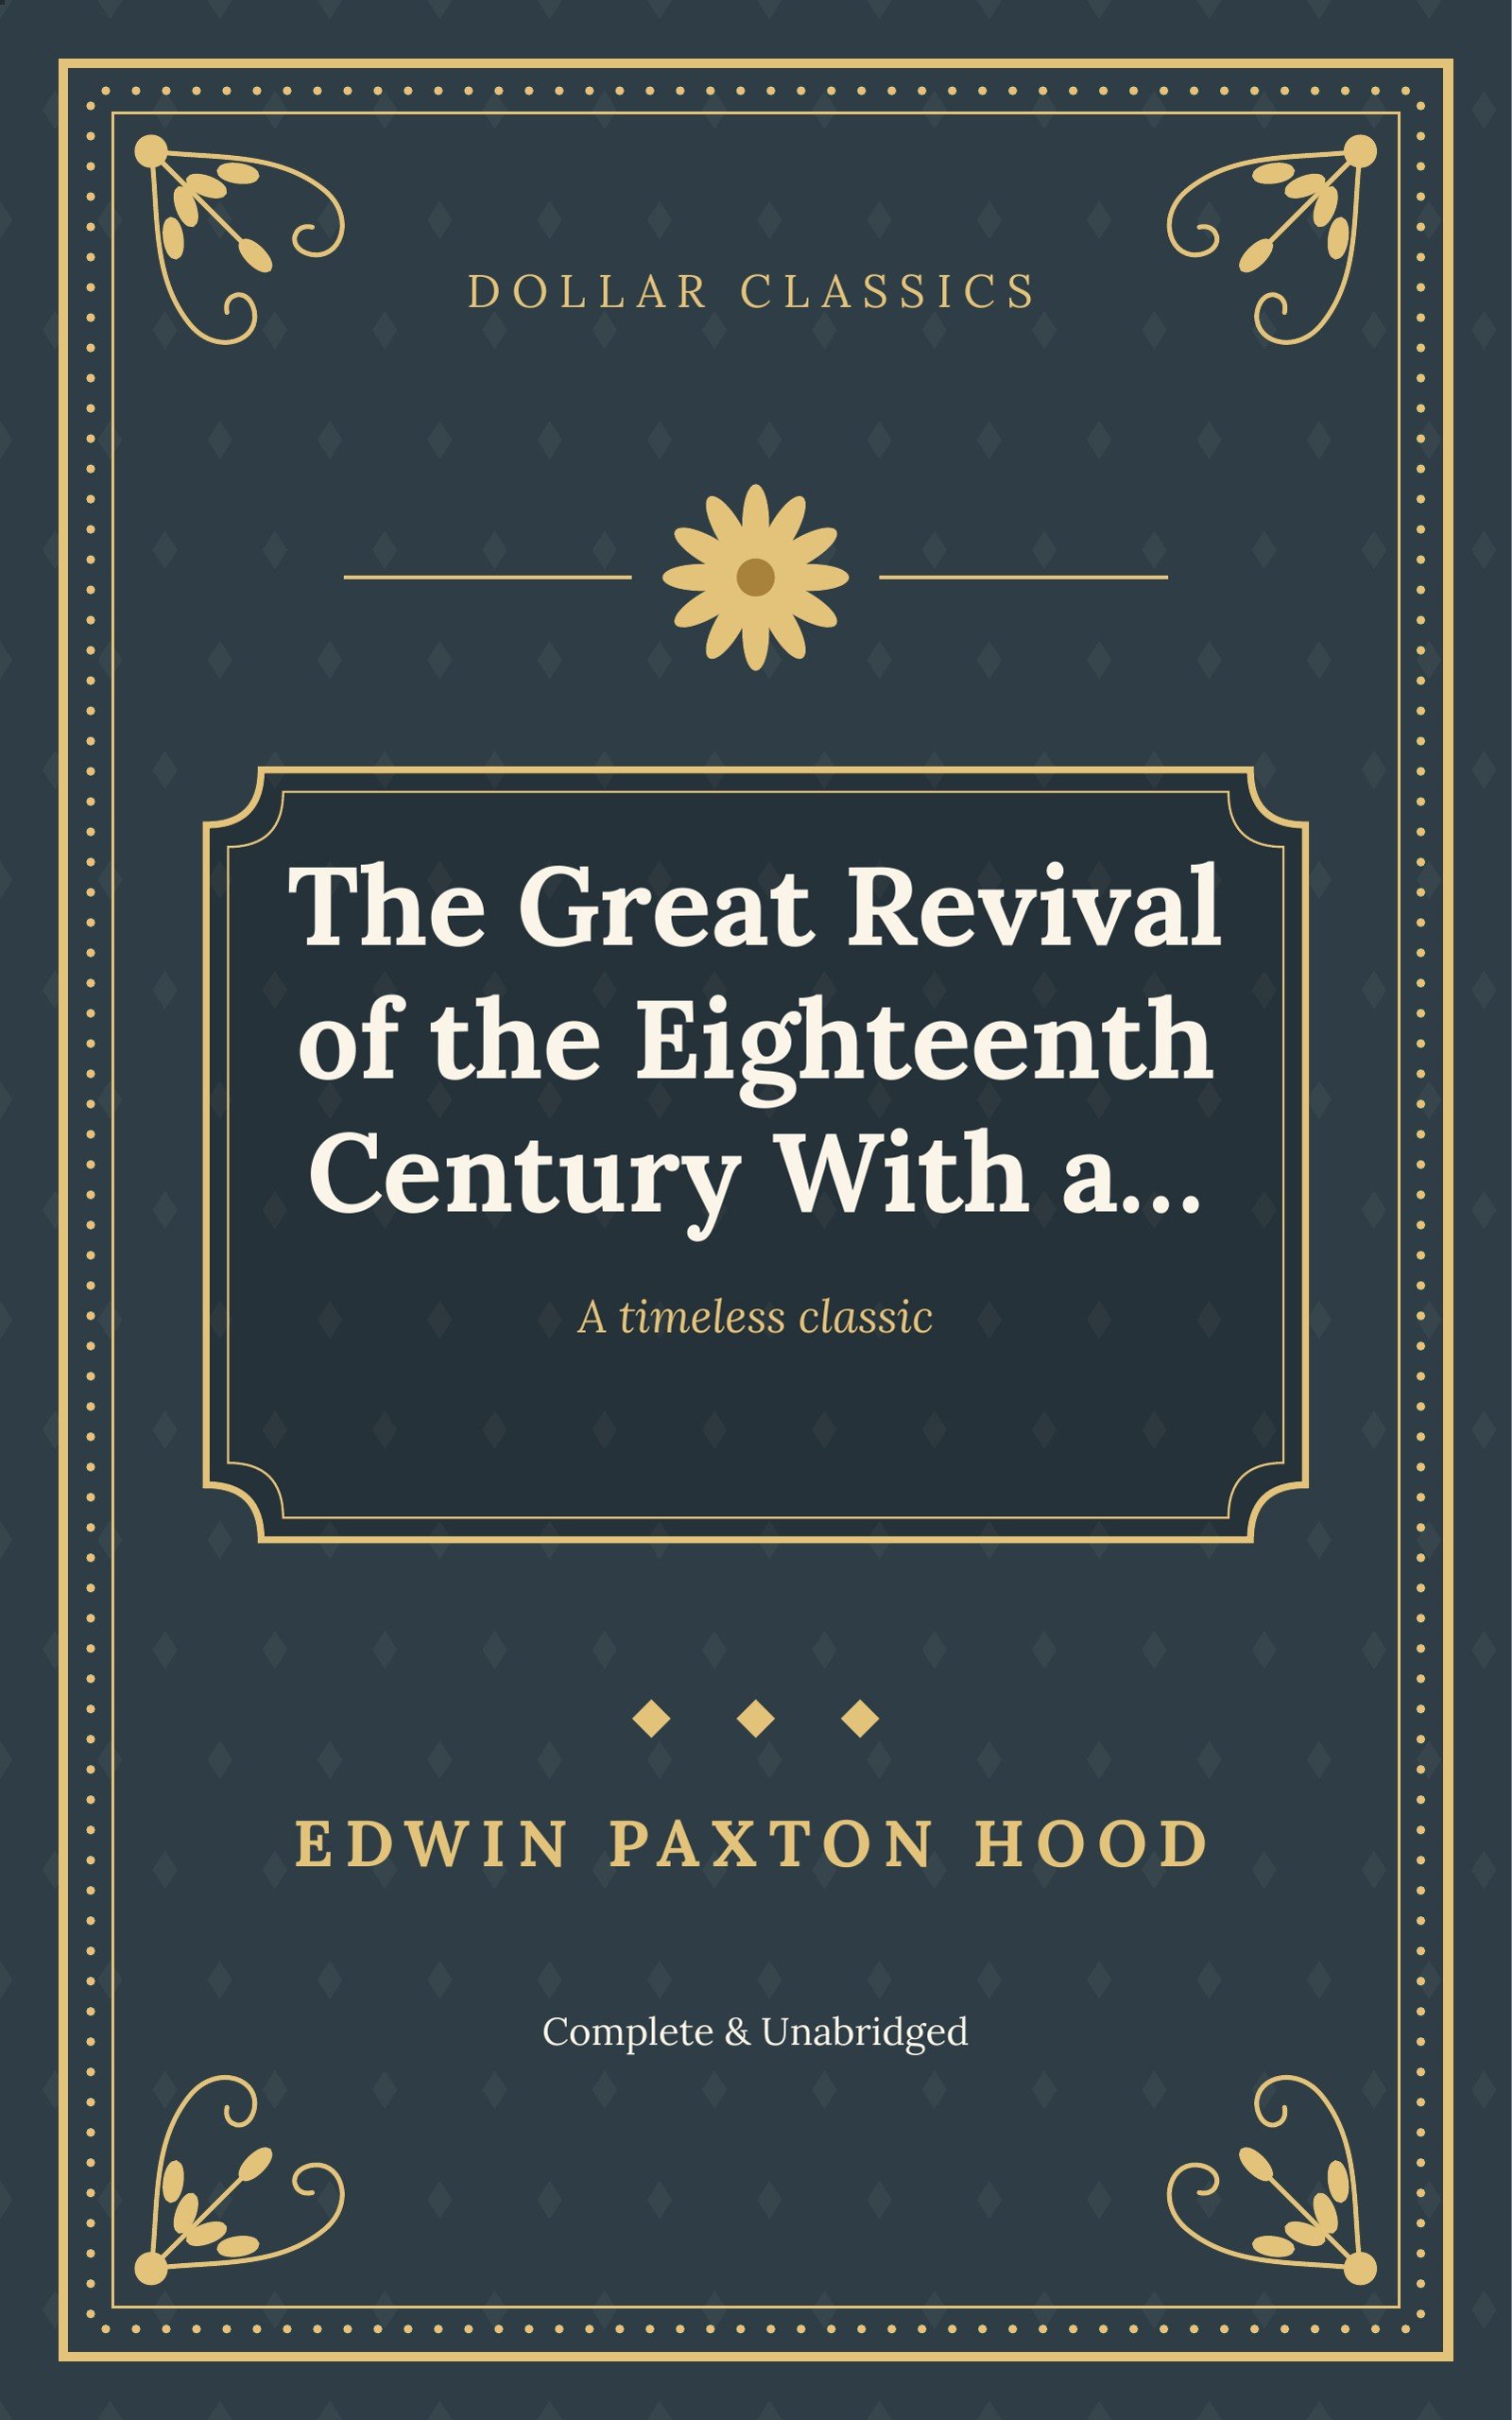 DOLLAR CLASSICS
The Great Revival
of the Eighteenth
Century With a...
A timeless classic
EDWIN PAXTON HOOD
Complete & Unabridged